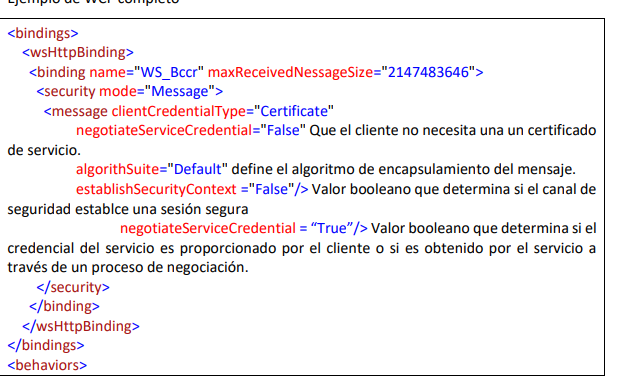 Ejemplo de WCF completo
<bindings>
<wsHttpBinding>
<binding name="WS_Bccr" maxReceivedNessageSize="2147483646">
<security mode="Message">
<message clientCredentialType="Certificate"
negotiateServiceCredential="False" Que el cliente no necesita una un certificado
de servicio.
algorithSuite="Default" define el algoritmo de encapsulamiento del mensaje.
establishSecurityContext ="False"/> Valor booleano que determina si el canal de
seguridad establce una sesión segura
negotiateServiceCredential = “True”/> Valor booleano que determina si el
credencial del servicio es proporcionado por el cliente o si es obtenido por el servicio a
través de un proceso de negociación.
</security>
</binding>
</wsHttpBinding>
</bindings>
<behaviors>